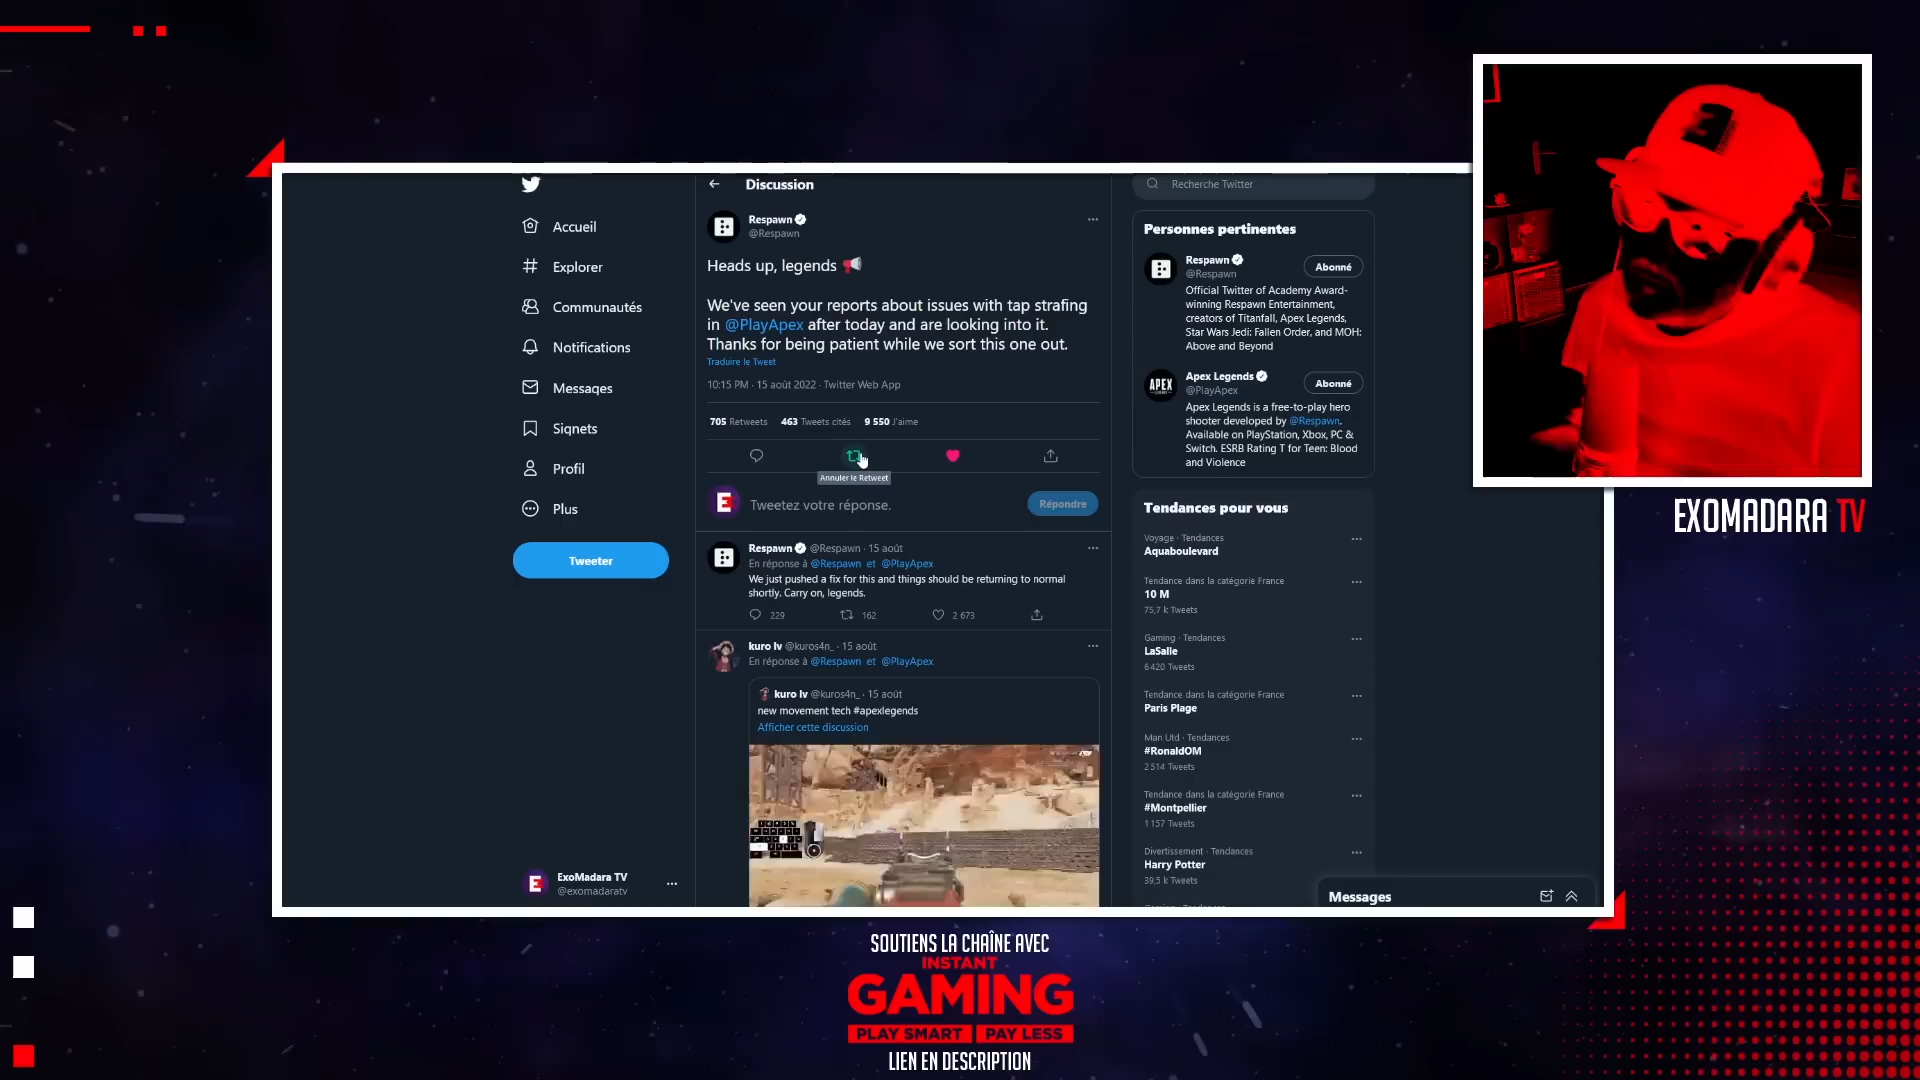 Discussion
Recherche Twitter
Accueil
Explorer
Communautés
Notifications
Messages
Signets
Profil
Plus
Tweeter
Respawn
@Respawn
Heads up, legends
We've seen your reports about issues with tap strafing
in @PlayApex after today and are looking into it.
Thanks for being patient while we sort this one out.
Traduire le Tweet
10:15 PM · 15 août 2022 · Twitter Web App
705 Retweets 463 Tweets cités 9 550 J'aime
Annuler le Retweet
Tweetez votre réponse.
Répondre
Respawn @Respawn · 15 août
En réponse à @Respawn et @PlayApex
We just pushed a fix for this and things should be returning to normal
shortly. Carry on, legends.
229 162 2 673
kuro lv @kuros4n_ · 15 août
En réponse à @Respawn et @PlayApex
kuro lv @kuros4n_ · 15 août
new movement tech #apexlegends
Afficher cette discussion
Personnes pertinentes
Respawn
@Respawn
Abonné
Official Twitter of Academy Award-
winning Respawn Entertainment,
creators of Titanfall, Apex Legends,
Star Wars Jedi: Fallen Order, and MOH:
Above and Beyond
APEX
Apex Legends
@PlayApex
Abonné
Apex Legends is a free-to-play hero
shooter developed by @Respawn.
Available on PlayStation, Xbox, PC &
Switch. ESRB Rating T for Teen: Blood
and Violence
Tendances pour vous
Voyage · Tendances
Aquaboulevard
Tendance dans la catégorie France
10 M
75,7 k Tweets
Gaming · Tendances
LaSalle
6 420 Tweets
Tendance dans la catégorie France
Paris Plage
Man Utd · Tendances
#RonaldOM
2 514 Tweets
Tendance dans la catégorie France
#Montpellier
1 157 Tweets
Divertissement · Tendances
Harry Potter
39,5 k Tweets
Messages
ExoMadara TV
@exomadaratv
EXOMADARA TV
SOUTIENS LA CHAÎNE AVEC
INSTANT
GAMING
PLAY SMART PAY LESS
LIEN EN DESCRIPTION